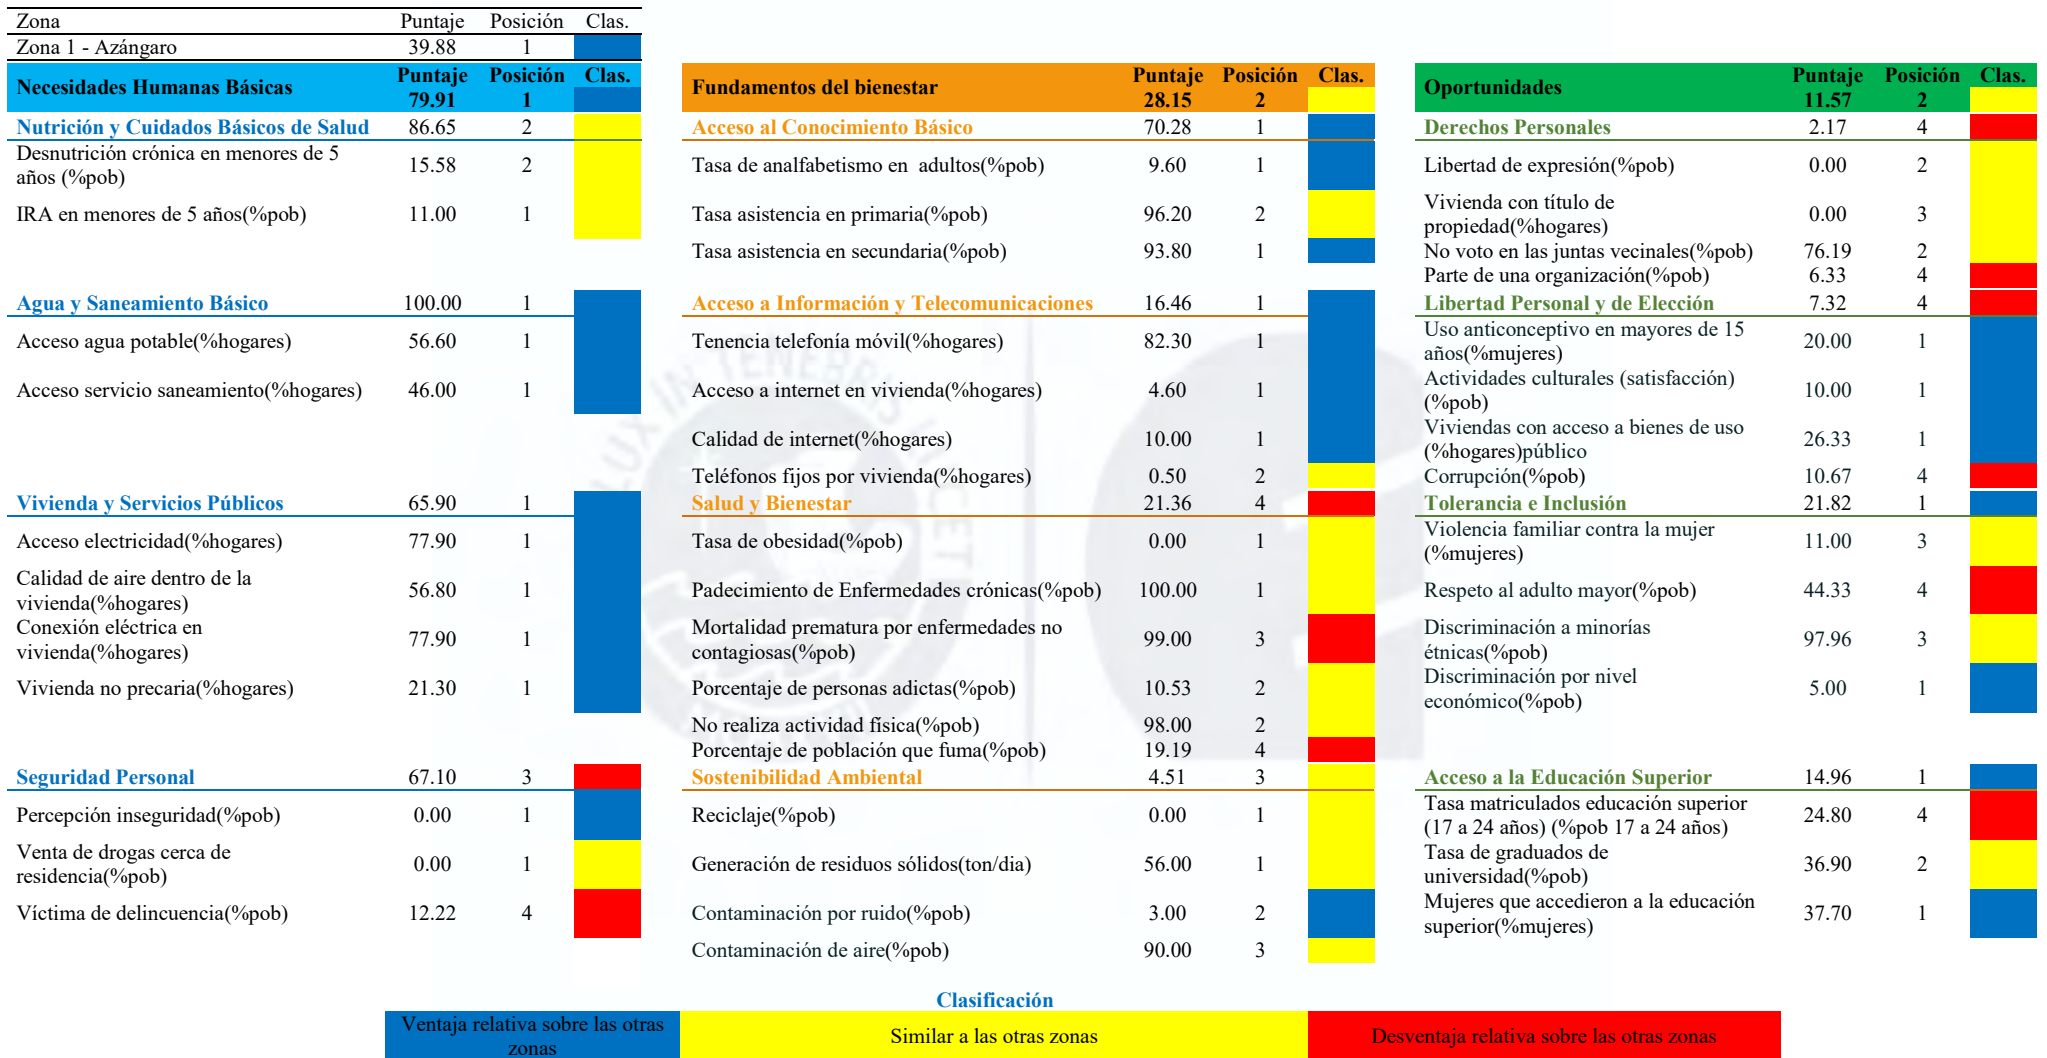 Zona Puntaje Posición Clas.
Zona 1 - Azángaro 39.88 1
Necesidades Humanas Básicas Puntaje Posición Clas.
79.91 1
Nutrición y Cuidados Básicos de Salud 86.65 2
Desnutrición crónica en menores de 5
años (%pob) 15.58 2
IRA en menores de 5 años(%pob) 11.00 1
Agua y Saneamiento Básico 100.00 1
Acceso agua potable(%hogares) 56.60 1
Acceso servicio saneamiento(%hogares) 46.00 1
Vivienda y Servicios Públicos 65.90 1
Acceso electricidad(%hogares) 77.90 1
Calidad de aire dentro de la
vivienda(%hogares) 56.80 1
Conexión eléctrica en
vivienda(%hogares) 77.90 1
Vivienda no precaria(%hogares) 21.30 1
Seguridad Personal 67.10 3
Percepción inseguridad(%pob) 0.00 1
Venta de drogas cerca de
residencia(%pob) 0.00 1
Víctima de delincuencia(%pob) 12.22 4
Fundamentos del bienestar Puntaje Posición Clas.
28.15 2
Acceso al Conocimiento Básico 70.28 1
Tasa de analfabetismo en adultos(%pob) 9.60 1
Tasa asistencia en primaria(%pob) 96.20 2
Tasa asistencia en secundaria(%pob) 93.80 1
Acceso a Información y Telecomunicaciones 16.46 1
Tenencia telefonía móvil(%hogares) 82.30 1
Acceso a internet en vivienda(%hogares) 4.60 1
Calidad de internet(%hogares) 10.00 1
Teléfonos fijos por vivienda(%hogares) 0.50 2
Salud y Bienestar 21.36 4
Tasa de obesidad(%pob) 0.00 1
Padecimiento de Enfermedades crónicas(%pob) 100.00 1
Mortalidad prematura por enfermedades no
contagiosas(%pob) 99.00 3
Porcentaje de personas adictas(%pob) 10.53 2
No realiza actividad física(%pob) 98.00 2
Porcentaje de población que fuma(%pob) 19.19 4
Sostenibilidad Ambiental 4.51 3
Reciclaje(%pob) 0.00 1
Generación de residuos sólidos(ton/dia) 56.00 1
Contaminación por ruido(%pob) 3.00 2
Contaminación de aire(%pob) 90.00 3
Oportunidades Puntaje Posición Clas.
11.57 2
Derechos Personales 2.17 4
Libertad de expresión(%pob) 0.00 2
Vivienda con título de
propiedad(%hogares) 0.00 3
No voto en las juntas vecinales(%pob) 76.19 2
Parte de una organización(%pob) 6.33 4
Libertad Personal y de Elección 7.32 4
Uso anticonceptivo en mayores de 15
años(%mujeres) 20.00 1
Actividades culturales (satisfacción)
(%pob) 10.00 1
Viviendas con acceso a bienes de uso
(%hogares)público 26.33 1
Corrupción(%pob) 10.67 4
Tolerancia e Inclusión 21.82 1
Violencia familiar contra la mujer
(%mujeres) 11.00 3
Respeto al adulto mayor(%pob) 44.33 4
Discriminación a minorías
étnicas(%pob) 97.96 3
Discriminación por nivel
económico(%pob) 5.00 1
Acceso a la Educación Superior 14.96 1
Tasa matriculados educación superior
(17 a 24 años) (%pob 17 a 24 años) 24.80 4
Tasa de graduados de
universidad(%pob) 36.90 2
Mujeres que accedieron a la educación
superior(%mujeres) 37.70 1
Clasificación
Ventaja relativa sobre las otras
zonas
Similar a las otras zonas
Desventaja relativa sobre las otras zonas